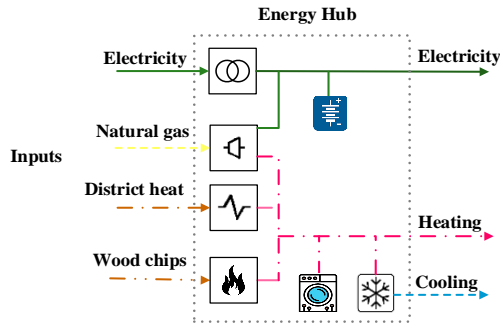 Energy Hub
Electricity
Electricity
Natural gas
Inputs
District heat
Heating
Wood chips
Cooling